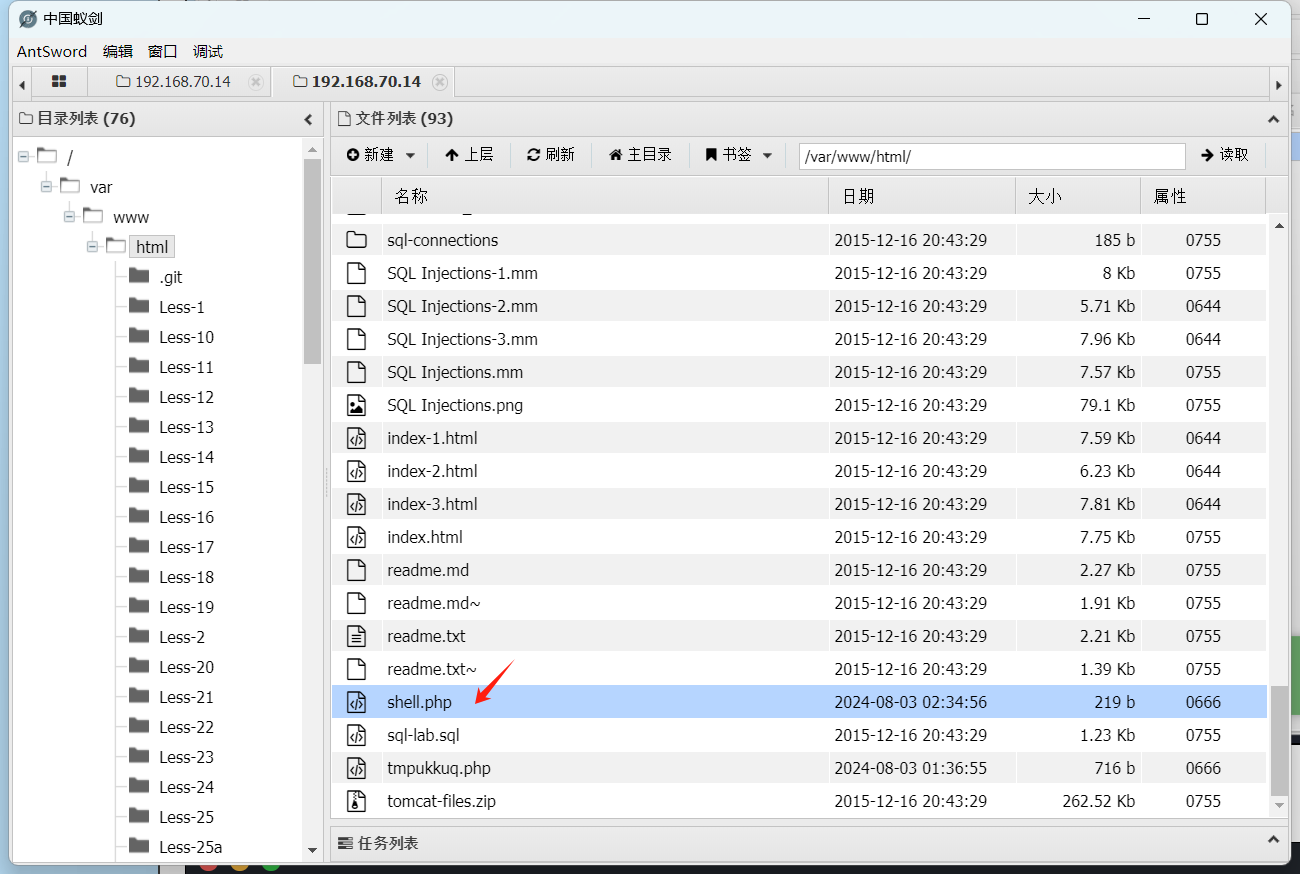 中国蚁剑
AntSword 编辑 窗口 调试
192.168.70.14 192.168.70.14
目录列表 (76)
/
var
www
html
.git
Less-1
Less-10
Less-11
Less-12
Less-13
Less-14
Less-15
Less-16
Less-17
Less-18
Less-19
Less-2
Less-20
Less-21
Less-22
Less-23
Less-24
Less-25
Less-25a
文件列表 (93)
新建 上层 刷新 主目录 书签 /var/www/html/ 读取
名称 日期 大小 属性
sql-connections 2015-12-16 20:43:29 185 b 0755
SQL Injections-1.mm 2015-12-16 20:43:29 8 Kb 0755
SQL Injections-2.mm 2015-12-16 20:43:29 5.71 Kb 0644
SQL Injections-3.mm 2015-12-16 20:43:29 7.96 Kb 0644
SQL Injections.mm 2015-12-16 20:43:29 7.57 Kb 0755
SQL Injections.png 2015-12-16 20:43:29 79.1 Kb 0755
index-1.html 2015-12-16 20:43:29 7.59 Kb 0644
index-2.html 2015-12-16 20:43:29 6.23 Kb 0644
index-3.html 2015-12-16 20:43:29 7.81 Kb 0644
index.html 2015-12-16 20:43:29 7.75 Kb 0755
readme.md 2015-12-16 20:43:29 2.27 Kb 0755
readme.md~ 2015-12-16 20:43:29 1.91 Kb 0755
readme.txt 2015-12-16 20:43:29 2.21 Kb 0755
readme.txt~ 2015-12-16 20:43:29 1.39 Kb 0755
shell.php 2024-08-03 02:34:56 219 b 0666
sql-lab.sql 2015-12-16 20:43:29 1.23 Kb 0755
tmpukkuq.php 2024-08-03 01:36:55 716 b 0666
tomcat-files.zip 2015-12-16 20:43:29 262.52 Kb 0755
任务列表